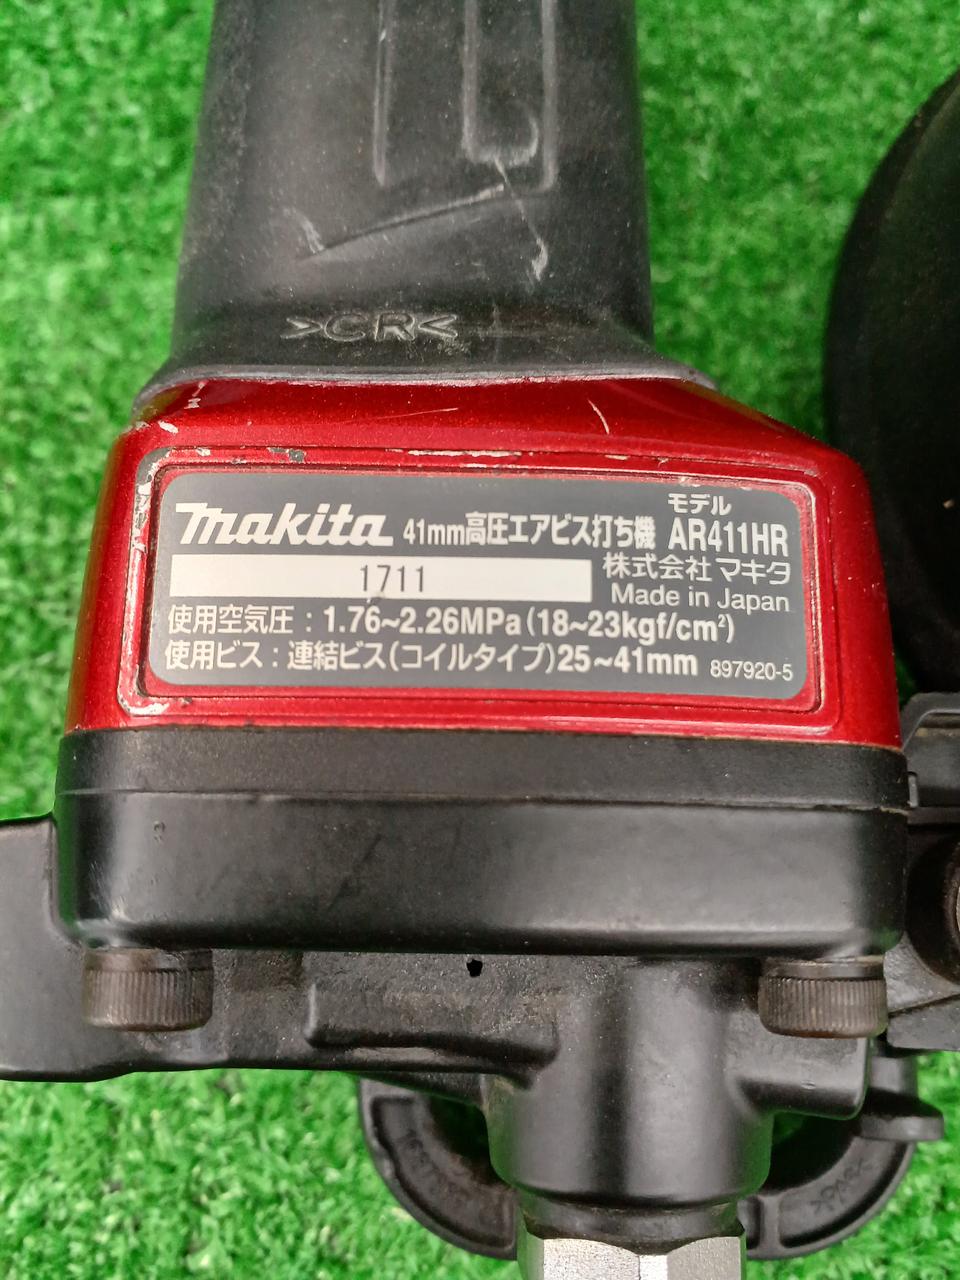 >CR<
makita 41mm高圧エアビス打ち機 モデル AR411HR
1711 株式会社マキタ
Made in Japan
使用空気圧：1.76~2.26MPa(18~23kgf/cm²)
使用ビス：連結ビス(コイルタイプ)25~41mm 897920-5